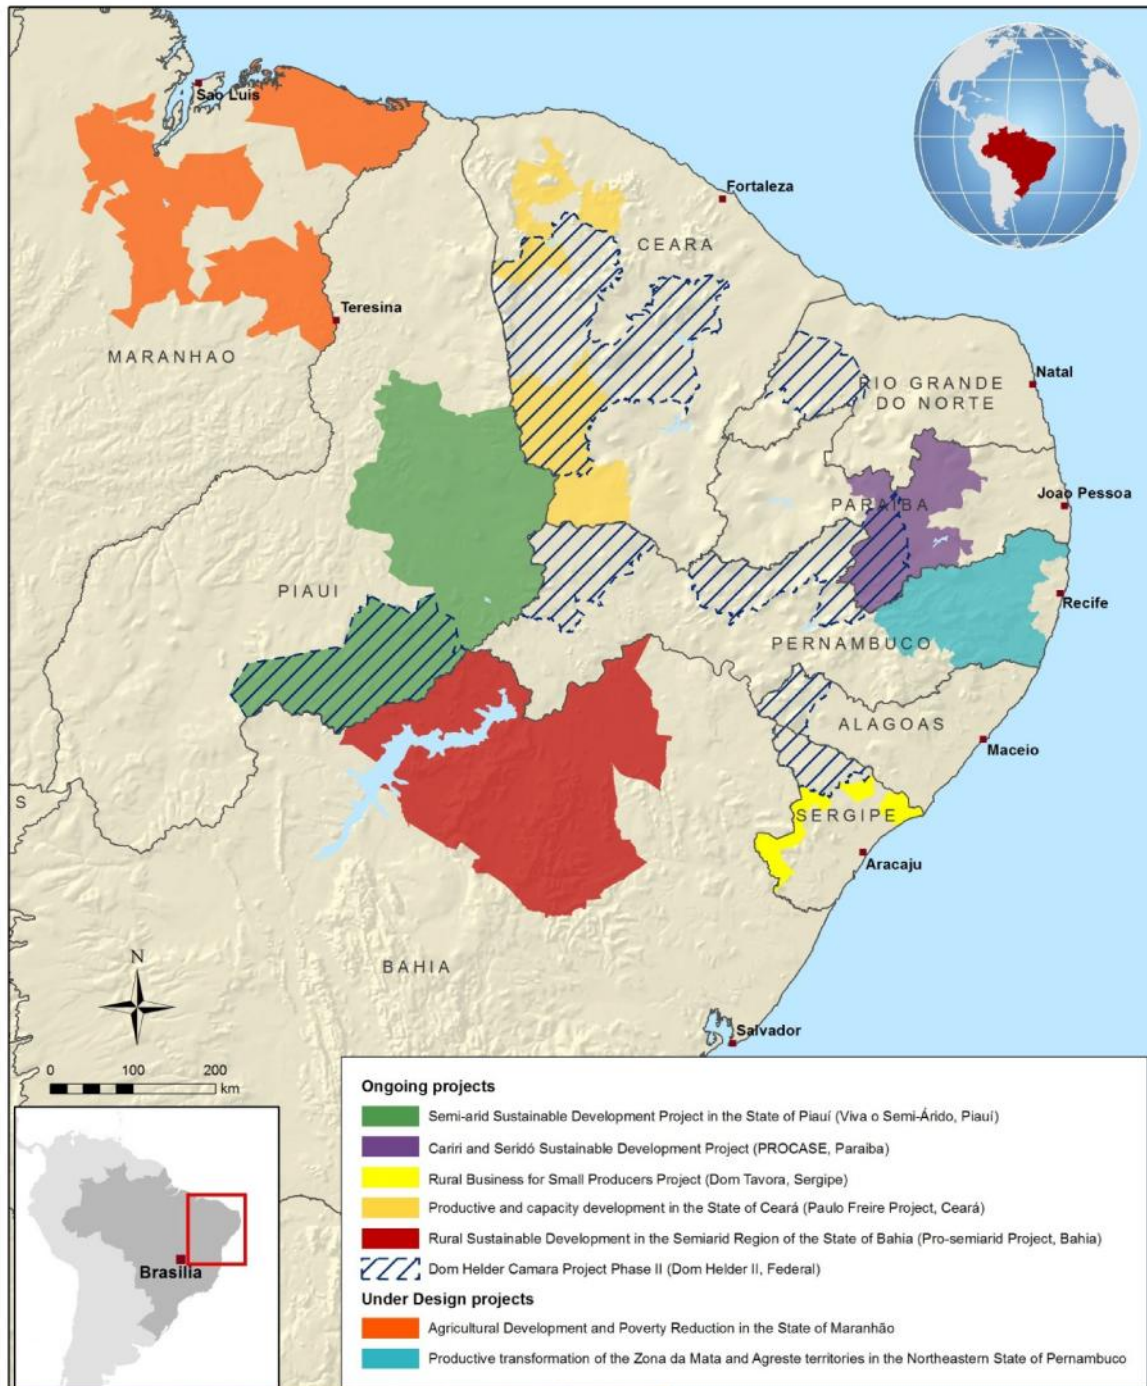 Sao Luis
Fortaleza
CEARA
Teresina
MARANHAO
Natal
RIO GRANDE
DO NORTE
Joao Pessoa
PARAIBA
PIAUI
Recife
PERNAMBUCO
ALAGOAS
Maceio
S
SERGIPE
Aracaju
BAHIA
N
Salvador
0 100 200
km
Brasilia
Ongoing projects
Semi-arid Sustainable Development Project in the State of Piauí (Viva o Semi-Árido, Piauí)
Cariri and Seridó Sustainable Development Project (PROCASE, Paraiba)
Rural Business for Small Producers Project (Dom Tavora, Sergipe)
Productive and capacity development in the State of Ceará (Paulo Freire Project, Ceará)
Rural Sustainable Development in the Semiarid Region of the State of Bahia (Pro-semiarid Project, Bahia)
Dom Helder Camara Project Phase II (Dom Helder II, Federal)
Under Design projects
Agricultural Development and Poverty Reduction in the State of Maranhão
Productive transformation of the Zona da Mata and Agreste territories in the Northeastern State of Pernambuco